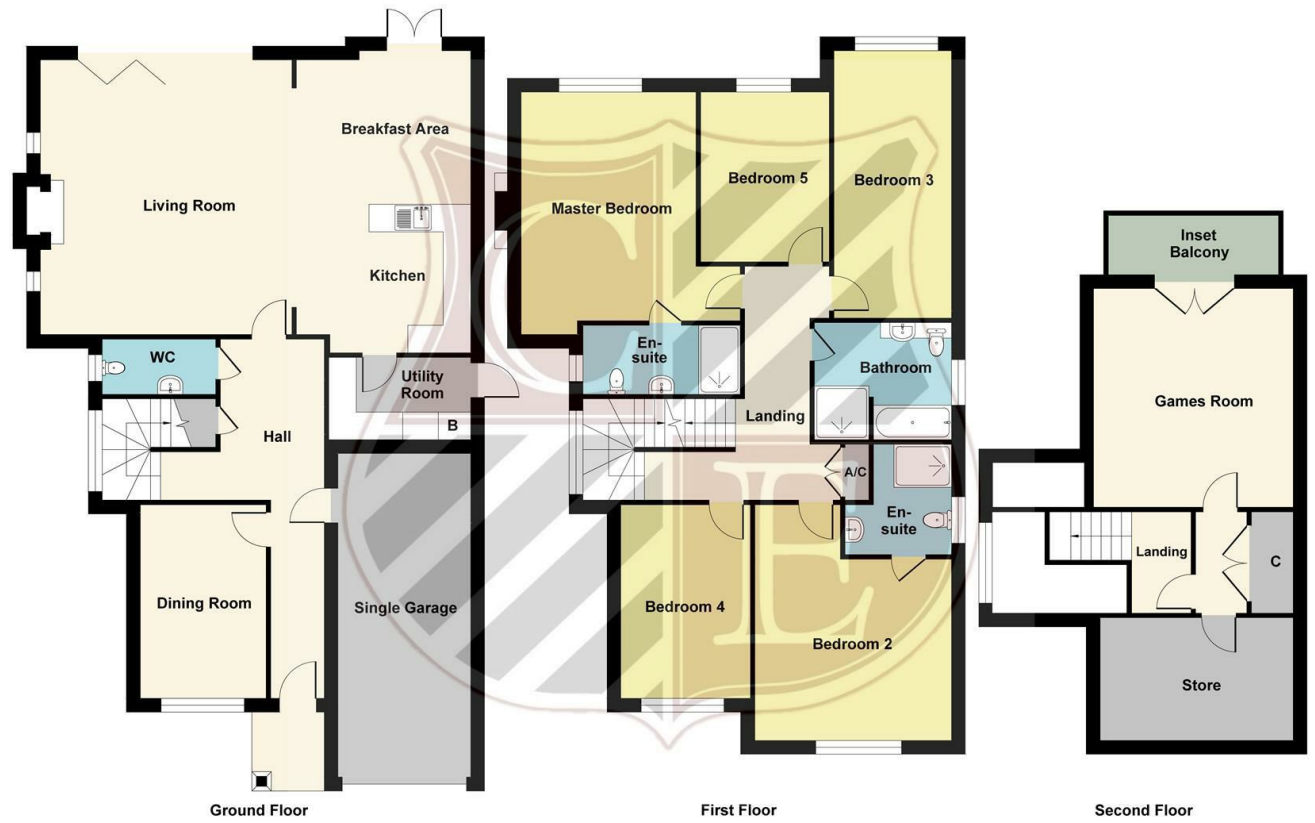 Breakfast Area
Living Room
Kitchen
WC
Utility
Room
B
Hall
Dining Room
Single Garage
Ground Floor
Bedroom 5
Bedroom 3
Master Bedroom
En-
suite
Bathroom
Landing
A/C
En-
suite
Bedroom 4
Bedroom 2
First Floor
Inset
Balcony
Games Room
Landing
C
Store
Second Floor
C
E